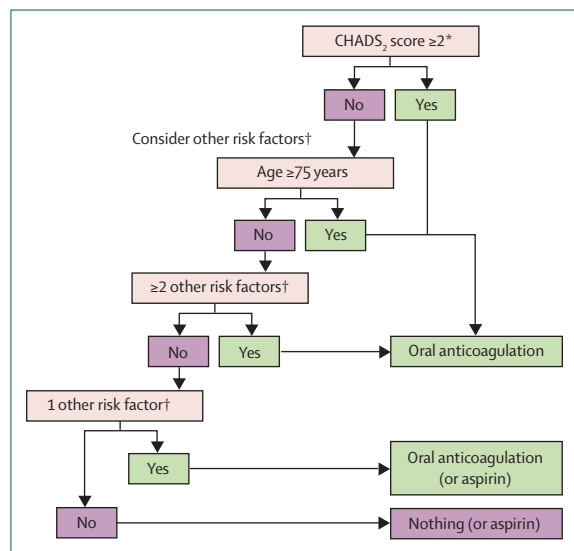 CHADS₂ score ≥2*
No
Yes
Consider other risk factors†
Age ≥75 years
No
Yes
≥2 other risk factors†
No
Yes
Oral anticoagulation
1 other risk factor†
Yes
Oral anticoagulation
(or aspirin)
No
Nothing (or aspirin)